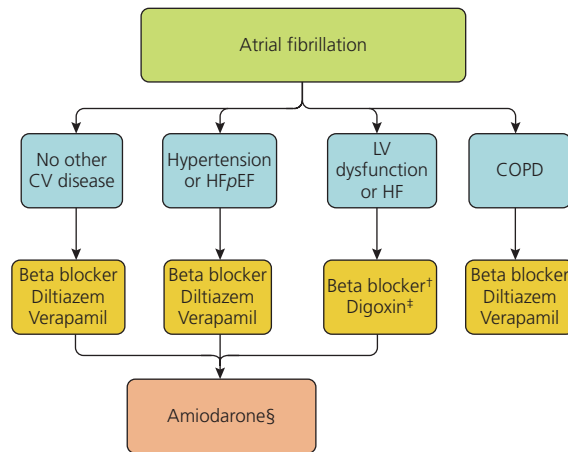 Atrial fibrillation
No other
CV disease
Hypertension
or HFpEF
LV
dysfunction
or HF
COPD
Beta blocker
Diltiazem
Verapamil
Beta blocker
Diltiazem
Verapamil
Beta blocker†
Digoxin‡
Beta blocker
Diltiazem
Verapamil
Amiodarone§